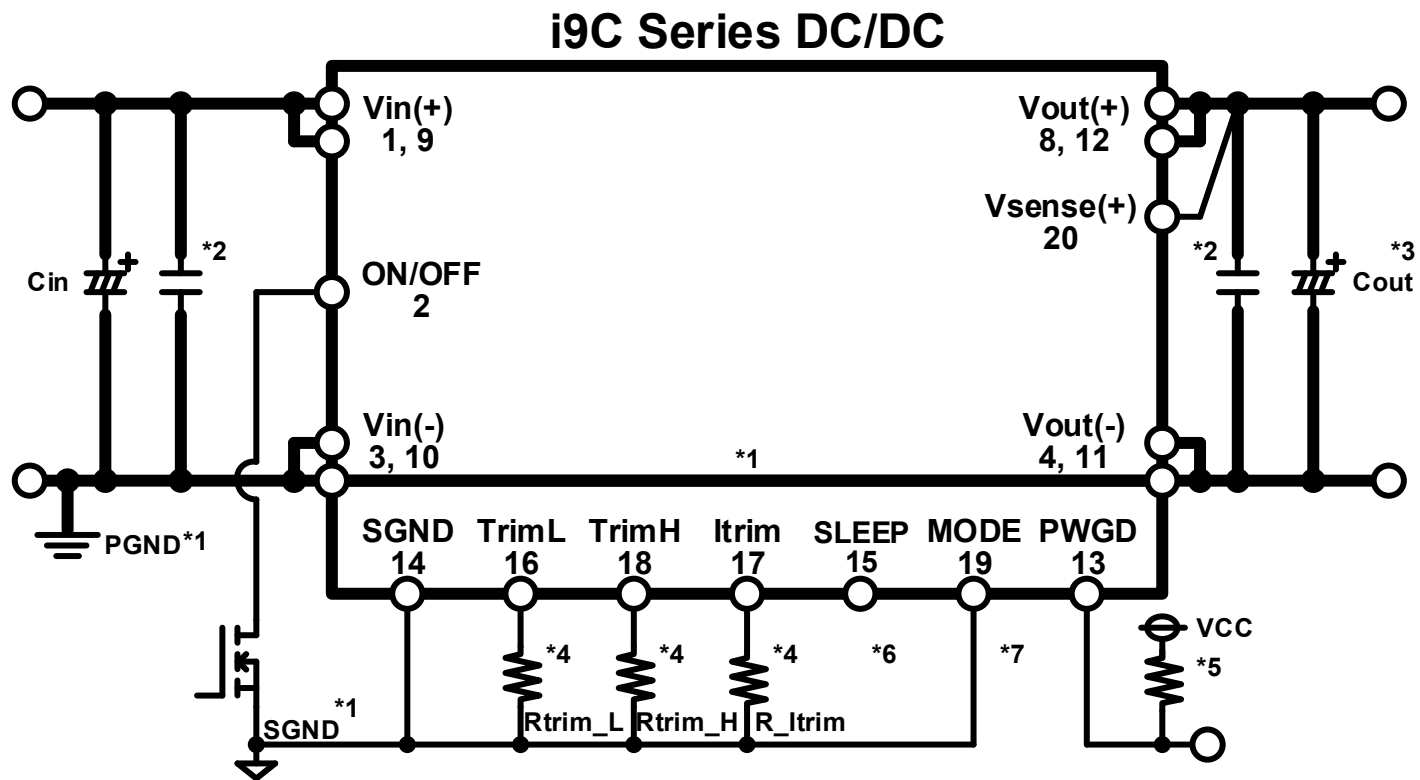 i9C Series DC/DC
Vin(+)
1, 9
Vout(+)
8, 12
Vsense(+)
20
Cin
+
*2
ON/OFF
2
*2
+
*3
Cout
Vin(-)
3, 10
*1
Vout(-)
4, 11
PGND*1
SGND
14
TrimL
16
TrimH
18
Itrim
17
SLEEP
15
MODE
19
PWGD
13
*4
*4
*4
*6
*7
VCC
*5
SGND
*1
Rtrim_L
Rtrim_H
R_Itrim